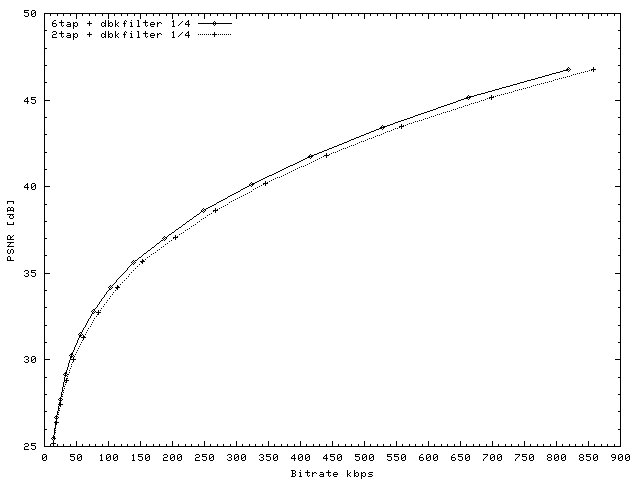 50
6tap + dbkfilter 1/4
2tap + dbkfilter 1/4
45
40
PSNR [dB]
35
30
25
0 50 100 150 200 250 300 350 400 450 500 550 600 650 700 750 800 850 900
Bitrate kbps